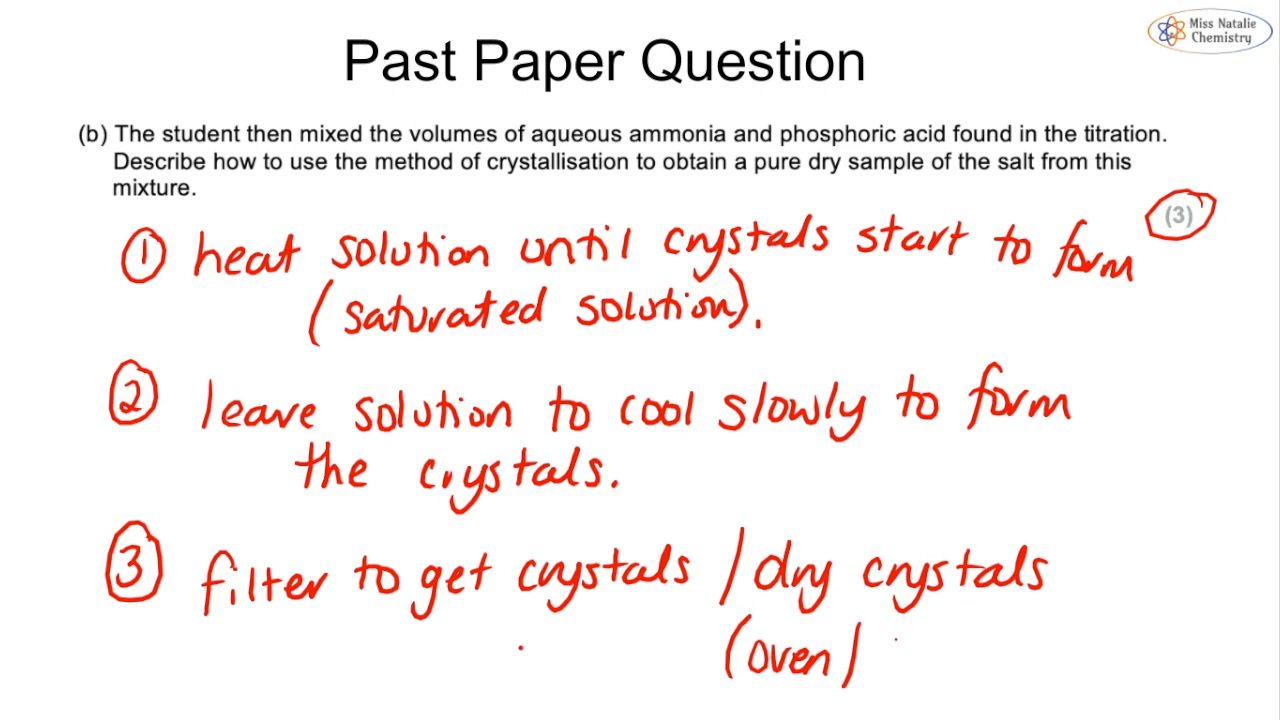 Miss Natalie
Chemistry
Past Paper Question
(b) The student then mixed the volumes of aqueous ammonia and phosphoric acid found in the titration.
Describe how to use the method of crystallisation to obtain a pure dry sample of the salt from this
mixture.
(3)
① heat solution until crystals start to form
(saturated solution).
② leave solution to cool slowly to form
the crystals.
③ filter to get crystals / dry crystals
(oven)